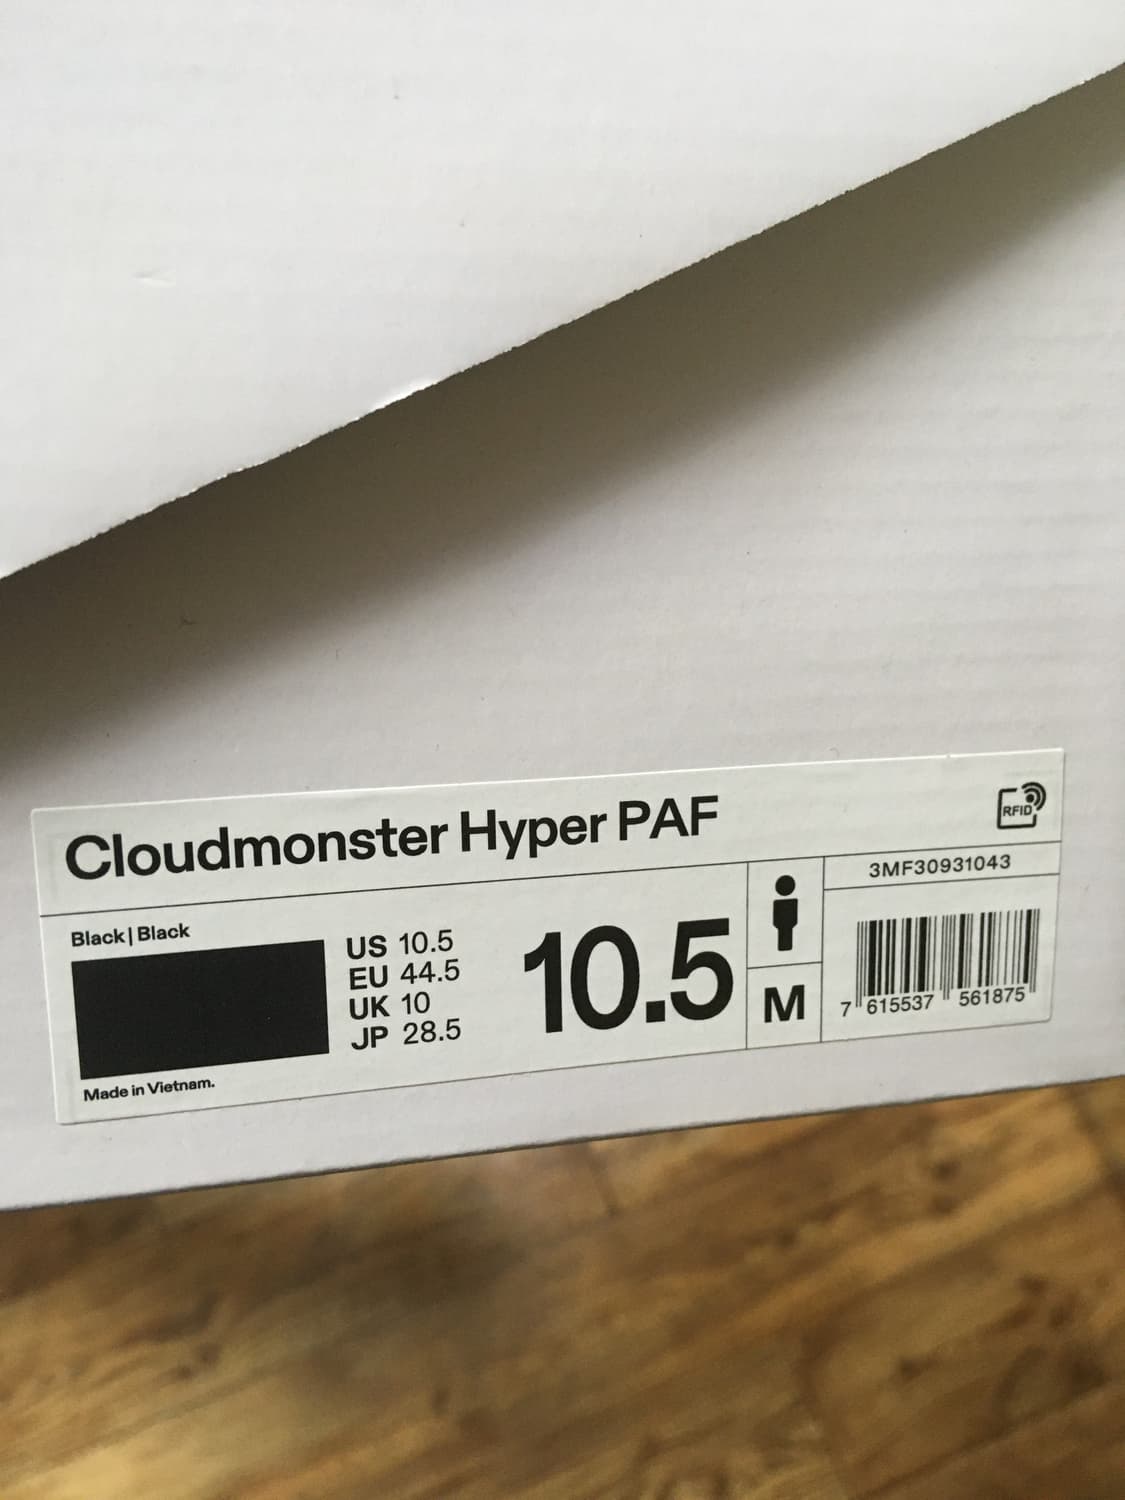 Cloudmonster Hyper PAF
RFID
3MF30931043
Black | Black
US 10.5
EU 44.5
UK 10
JP 28.5
10.5
M
7 615537 561875
Made in Vietnam.